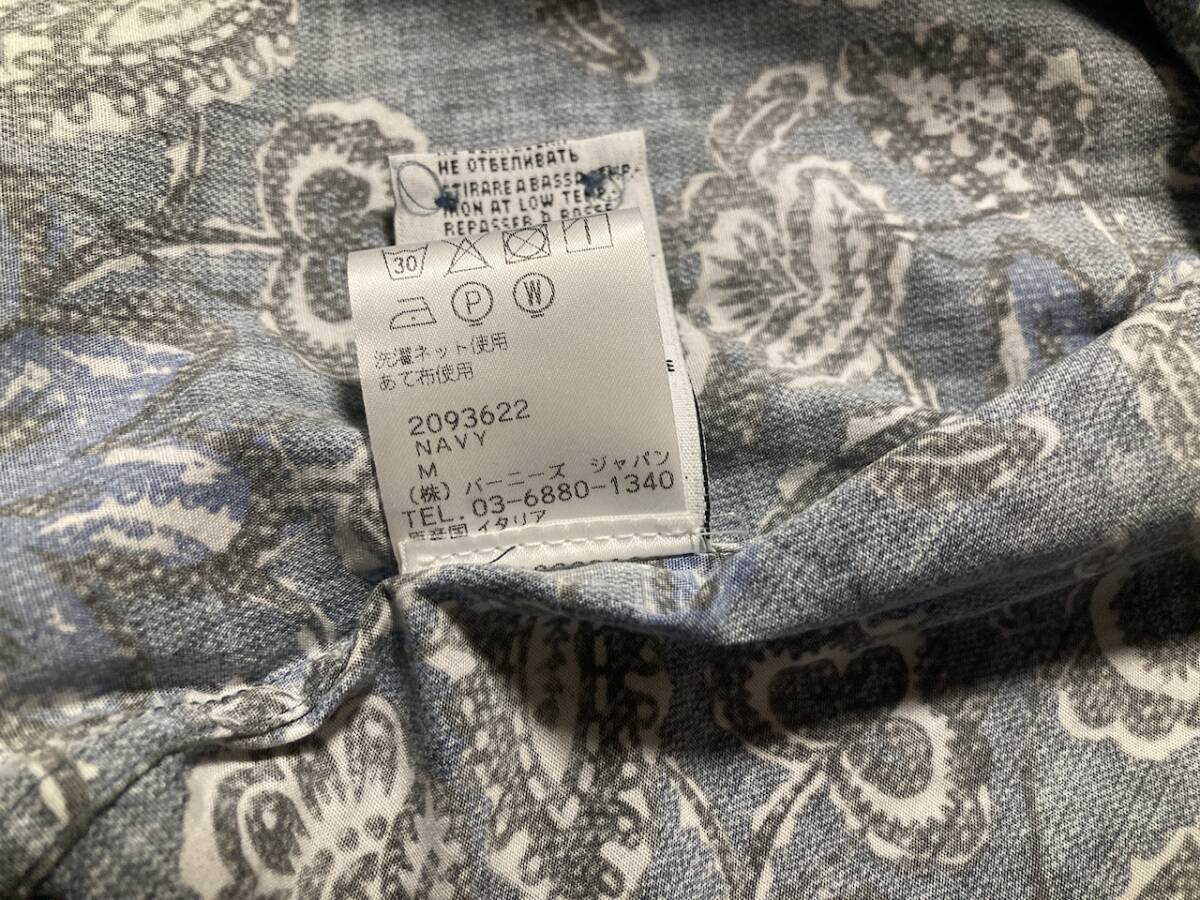 НЕ ОТБЕЛИВАТЬ
STIRARE A BASSA TEMP.-
IRON AT LOW TEMP.-
REPASSER A BASSE
30
P
W
洗濯ネット使用
あて布使用
E
2093622
NAVY
M
(株) バーニーズ ジャパン
TEL. 03-6880-1340
原産国 イタリア